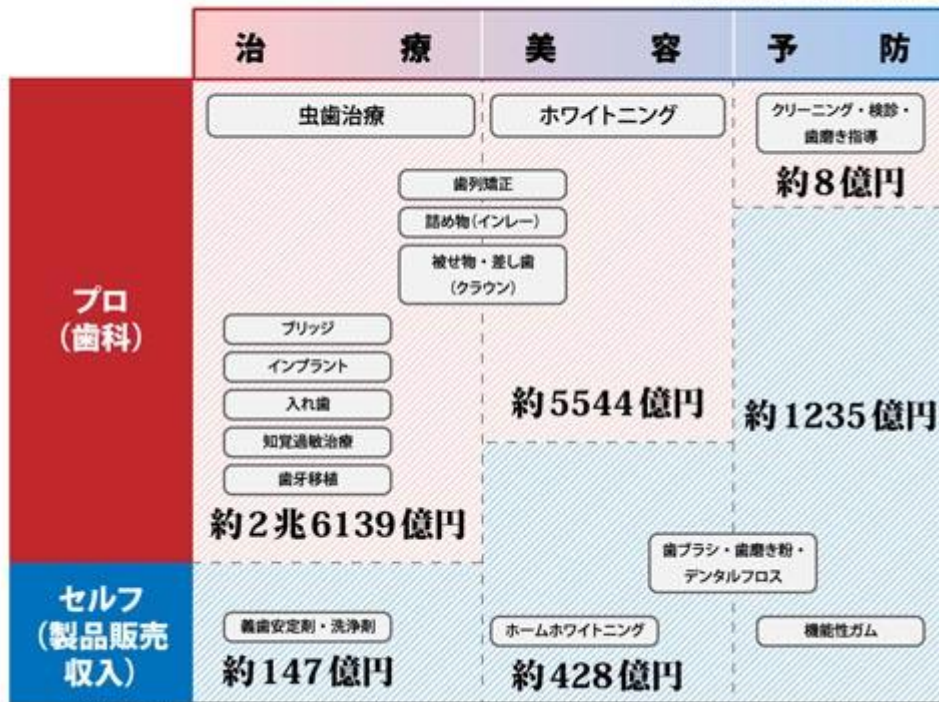 治療 美容 予防
プロ
（歯科）
虫歯治療
ホワイトニング
クリーニング・検診・
歯磨き指導
約8億円
歯列矯正
詰め物（インレー）
被せ物・差し歯
（クラウン）
ブリッジ
インプラント
入れ歯
知覚過敏治療
歯牙移植
約2兆6139億円
約5544億円
約1235億円
歯ブラシ・歯磨き粉・
デンタルフロス
セルフ
（製品販売
収入）
義歯安定剤・洗浄剤
約147億円
ホームホワイトニング
約428億円
機能性ガム